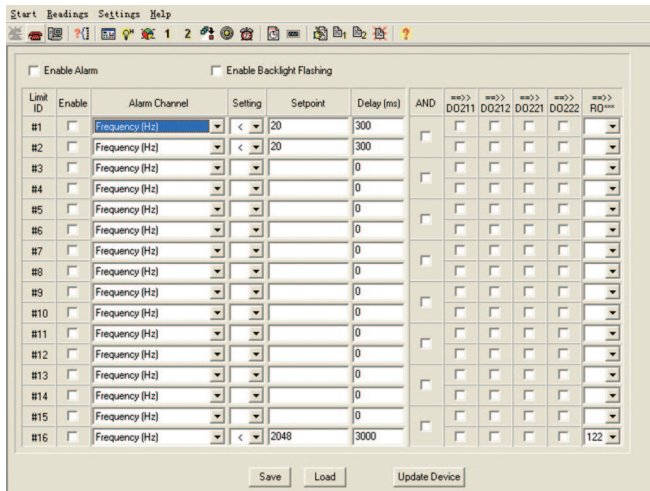 Start Readings Settings Help
?{} 1 2 1 2 ?
Enable Alarm Enable Backlight Flashing
Limit ID Enable Alarm Channel Setting Setpoint Delay (ms) AND ==>> DO211 ==>> DO212 ==>> DO221 ==>> DO222 ==>> RO***
#1 Frequency (Hz) < 20 300
#2 Frequency (Hz) < 20 300
#3 Frequency (Hz) 0
#4 Frequency (Hz) 0
#5 Frequency (Hz) 0
#6 Frequency (Hz) 0
#7 Frequency (Hz) 0
#8 Frequency (Hz) 0
#9 Frequency (Hz) 0
#10 Frequency (Hz) 0
#11 Frequency (Hz) 0
#12 Frequency (Hz) 0
#13 Frequency (Hz) 0
#14 Frequency (Hz) 0
#15 Frequency (Hz) 0
#16 Frequency (Hz) < 2048 3000 122
Save Load Update Device